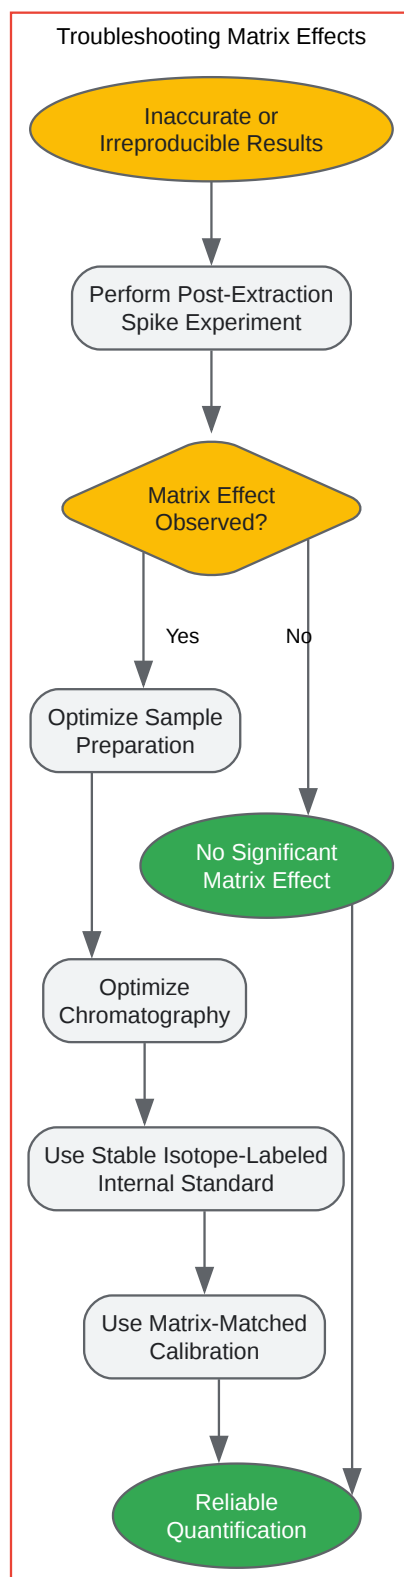 Troubleshooting Matrix Effects
Inaccurate or
Irreproducible Results
Perform Post-Extraction
Spike Experiment
Matrix Effect
Observed?
Yes
No
Optimize Sample
Preparation
No Significant
Matrix Effect
Optimize
Chromatography
Use Stable Isotope-Labeled
Internal Standard
Use Matrix-Matched
Calibration
Reliable
Quantification